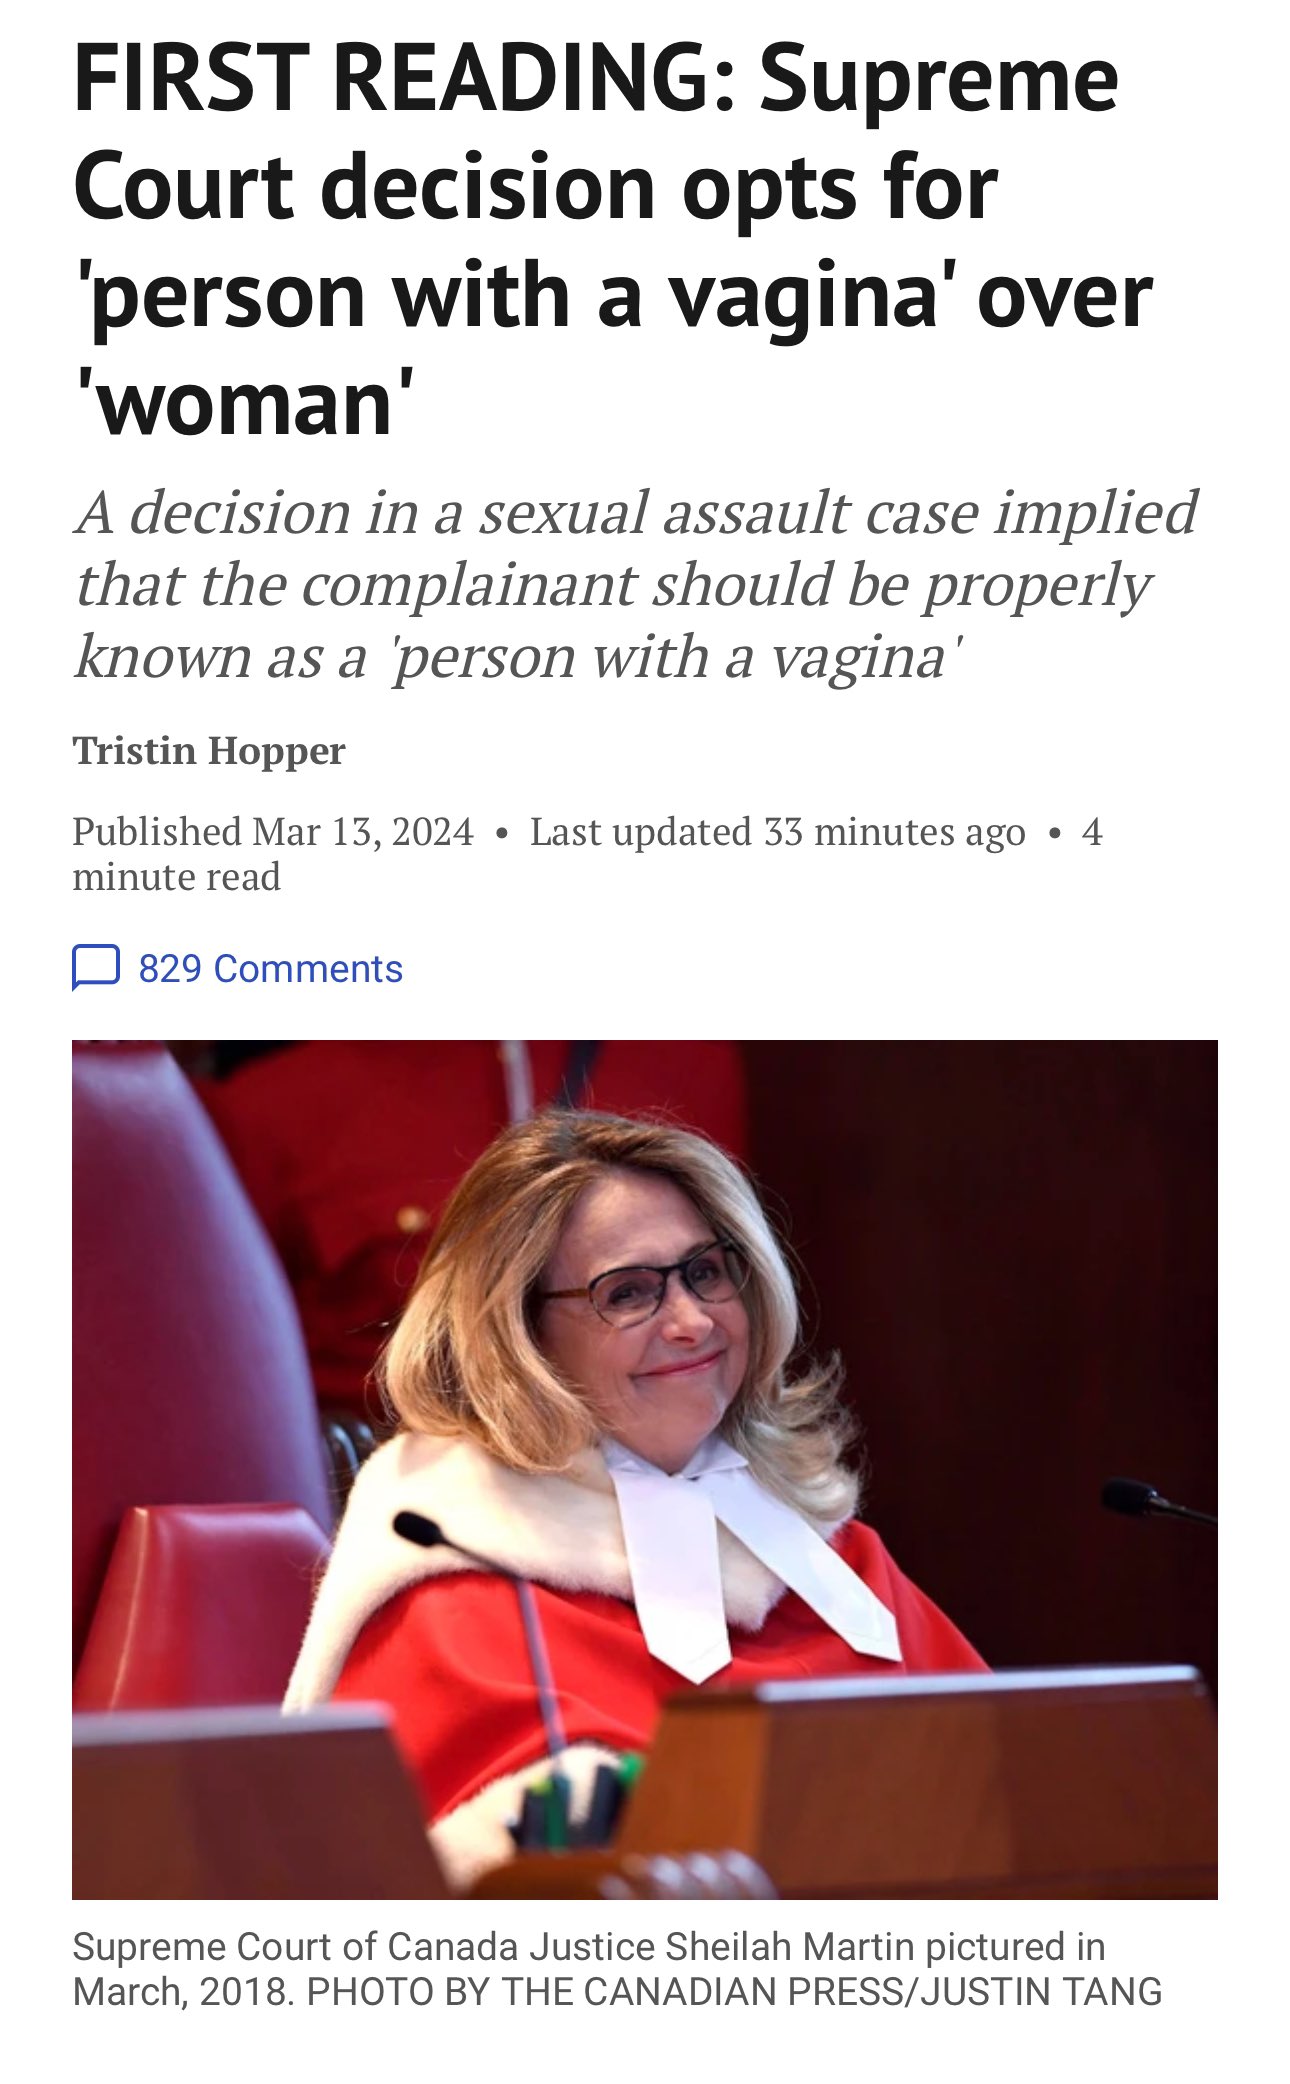 FIRST READING: Supreme
Court decision opts for
'person with a vagina' over
'woman'
A decision in a sexual assault case implied
that the complainant should be properly
known as a 'person with a vagina'
Tristin Hopper
Published Mar 13, 2024 • Last updated 33 minutes ago • 4
minute read
829 Comments
Supreme Court of Canada Justice Sheilah Martin pictured in
March, 2018. PHOTO BY THE CANADIAN PRESS/JUSTIN TANG